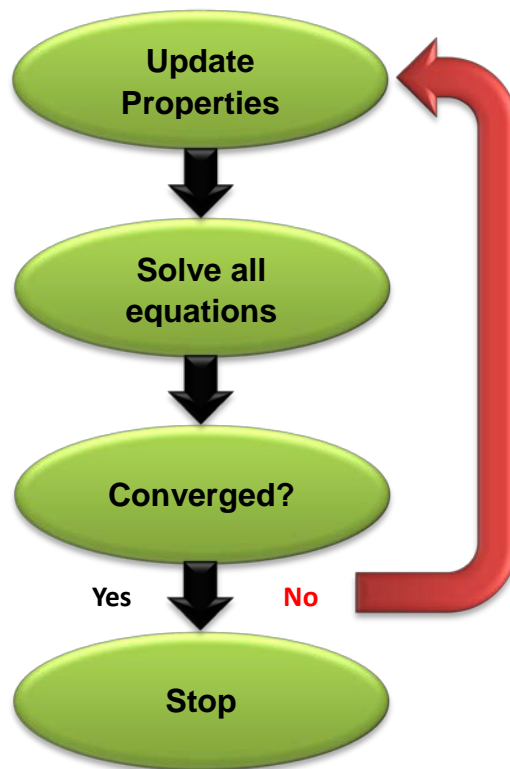 Update
Properties
Solve all
equations
Converged?
Yes
No
Stop